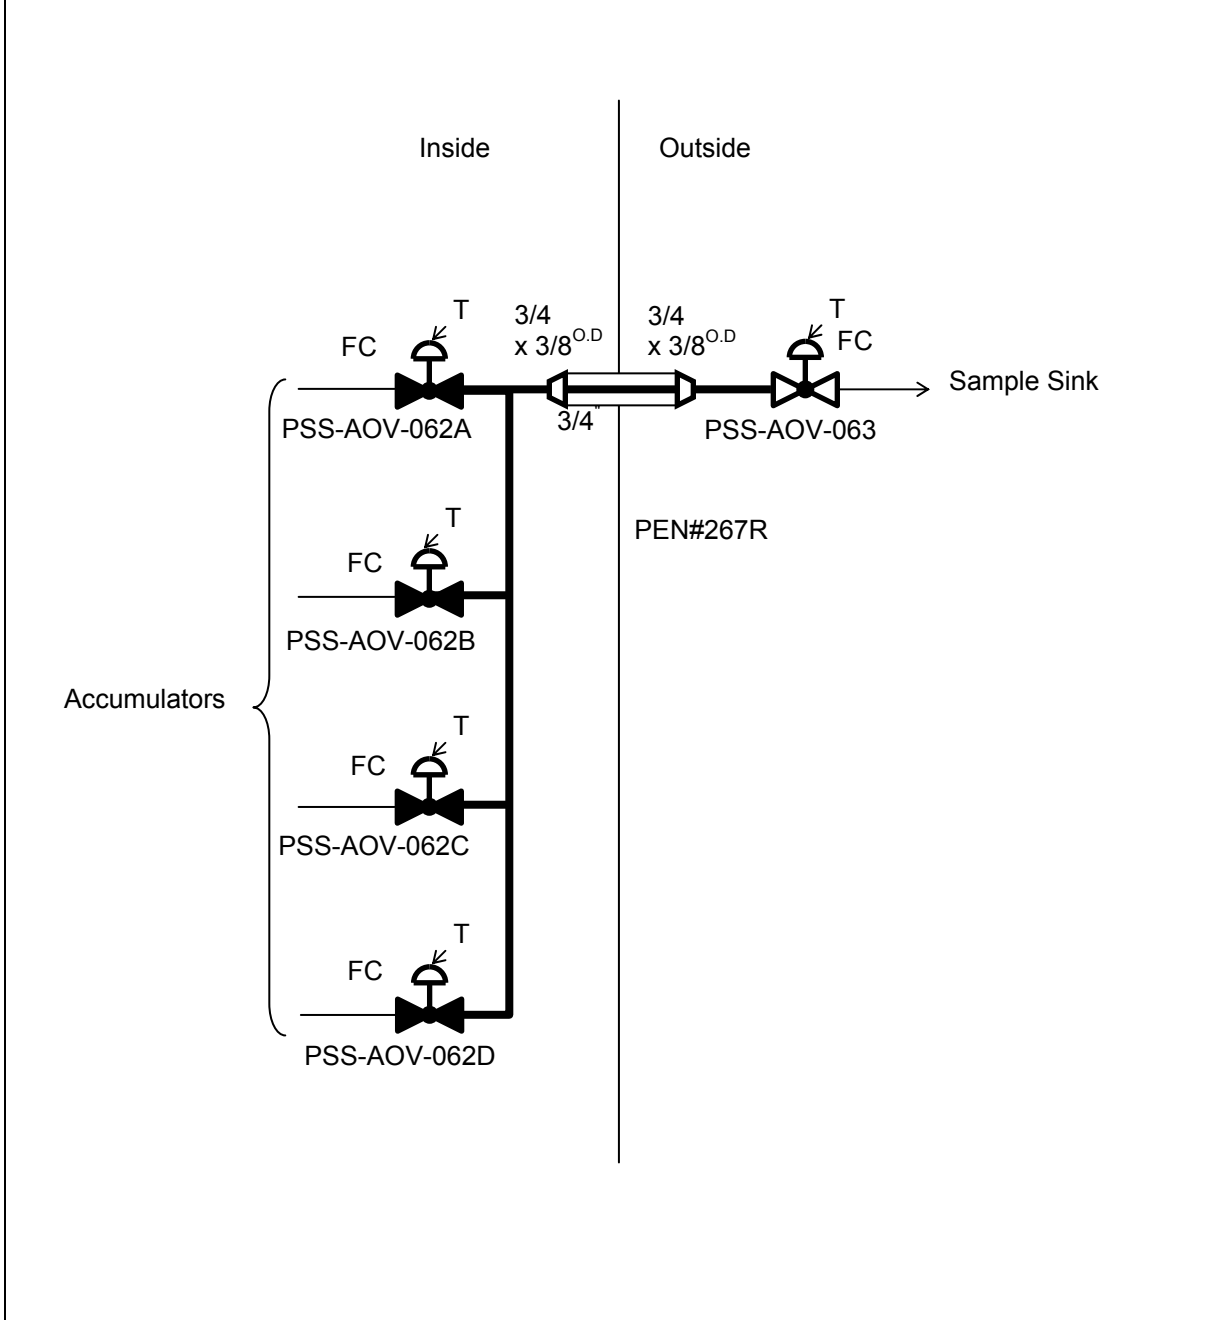 Inside
Outside
T
FC
PSS-AOV-062A
3/4
x 3/8O.D
3/4"
3/4
x 3/8O.D
T
FC
PSS-AOV-063
Sample Sink
T
FC
PSS-AOV-062B
PEN#267R
Accumulators
T
FC
PSS-AOV-062C
T
FC
PSS-AOV-062D